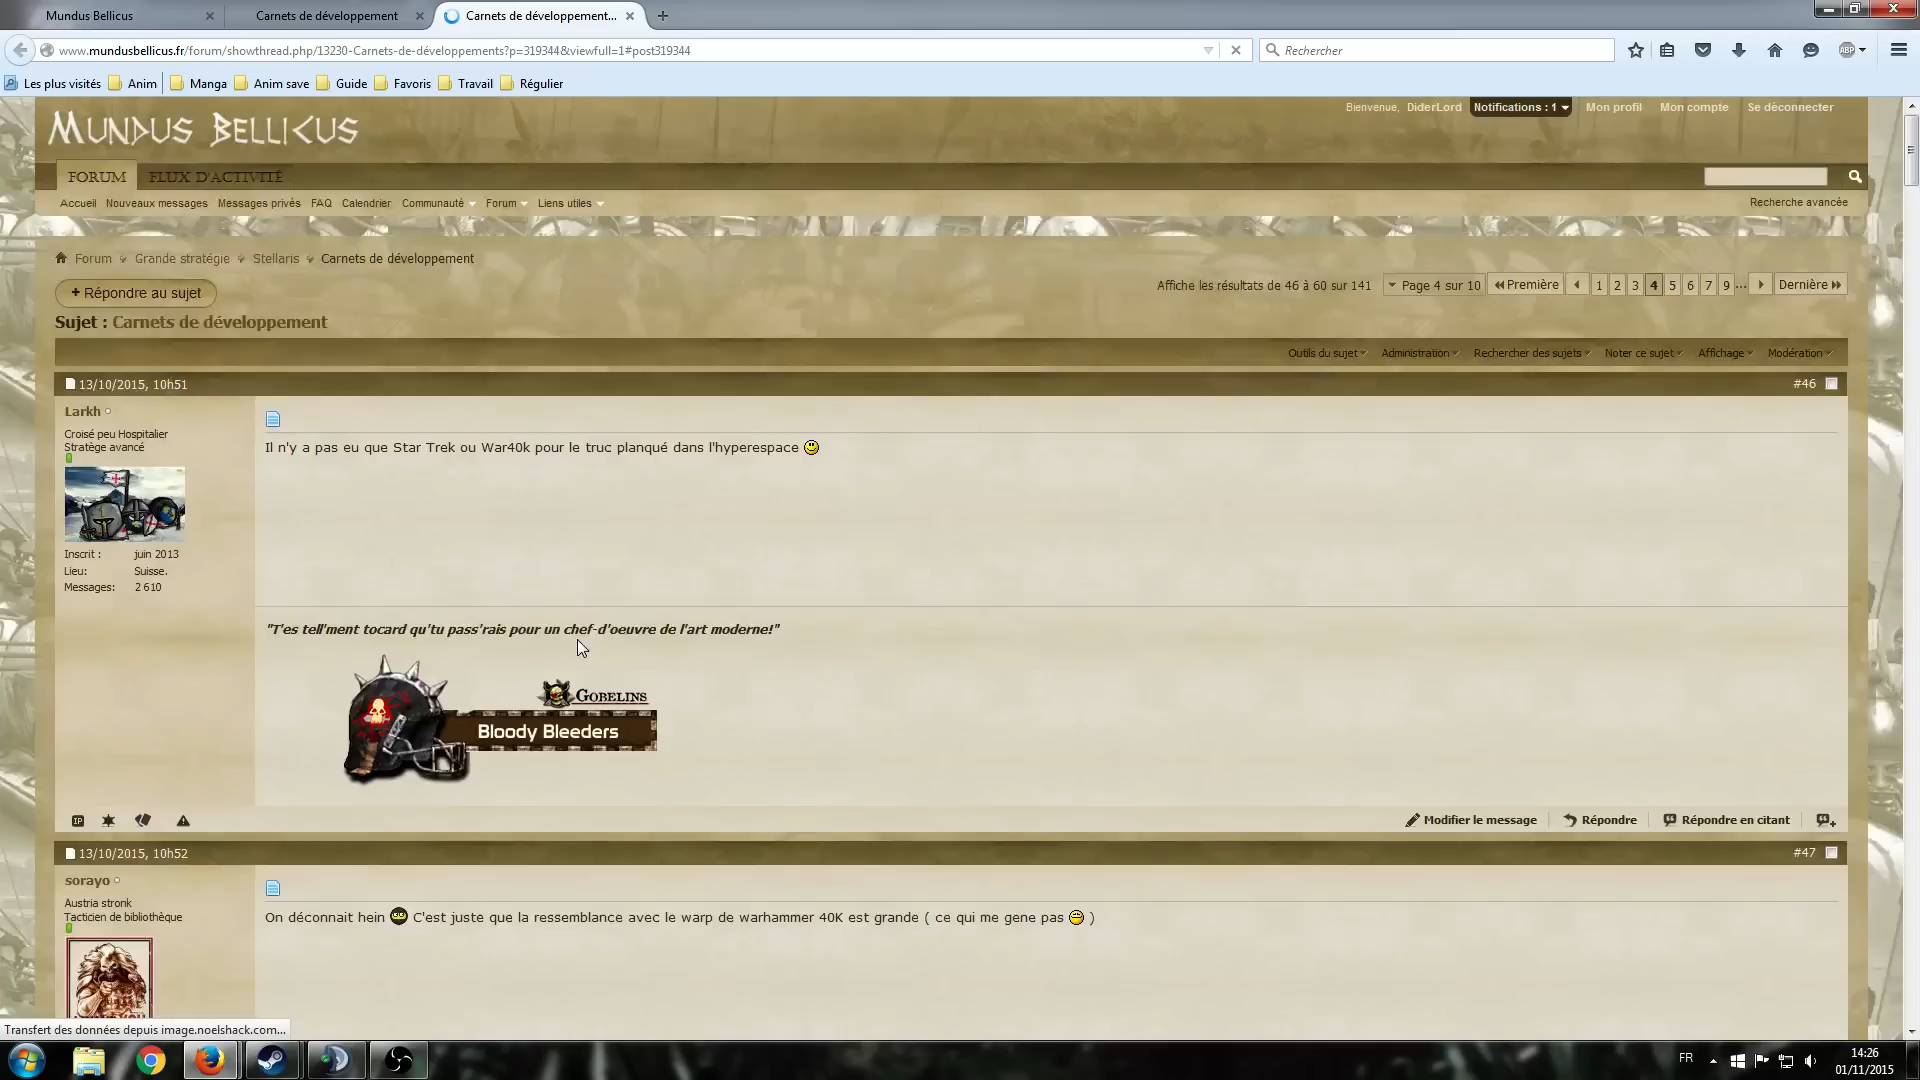 Mundus Bellicus
Carnets de développement
Carnets de développement...
www.mundusbellicus.fr/forum/showthread.php/13230-Carnets-de-développements?p=319344&viewfull=1#post319344
Rechercher
ABP
Les plus visités Anim Manga Anim save Guide Favoris Travail Régulier
Bienvenue, DiderLord Notifications : 1 Mon profil Mon compte Se déconnecter
MUNDUS BELLICUS
FORUM FLUX D'ACTIVITÉ
Accueil Nouveaux messages Messages privés FAQ Calendrier Communauté Forum Liens utiles Recherche avancée
Forum Grande stratégie Stellaris Carnets de développement
+ Répondre au sujet
Affiche les résultats de 46 à 60 sur 141 Page 4 sur 10 Première 1 2 3 4 5 6 7 9 ... Dernière
Sujet : Carnets de développement
Outils du sujet Administration Rechercher des sujets Noter ce sujet Affichage Modération
13/10/2015, 10h51 #46
Larkh
Croisé peu Hospitalier
Stratège avancé
Inscrit : juin 2013
Lieu: Suisse.
Messages: 2 610
Il n'y a pas eu que Star Trek ou War40k pour le truc planqué dans l'hyperespace
"T'es tell'ment tocard qu'tu pass'rais pour un chef-d'oeuvre de l'art moderne!"
GOBELINS
Bloody Bleeders
IP
Modifier le message Répondre Répondre en citant
13/10/2015, 10h52 #47
sorayo
Austria stronk
Tacticien de bibliothèque
On déconnait hein C'est juste que la ressemblance avec le warp de warhammer 40K est grande ( ce qui me gene pas )
Transfert des données depuis image.noelshack.com...
FR
14:26
01/11/2015